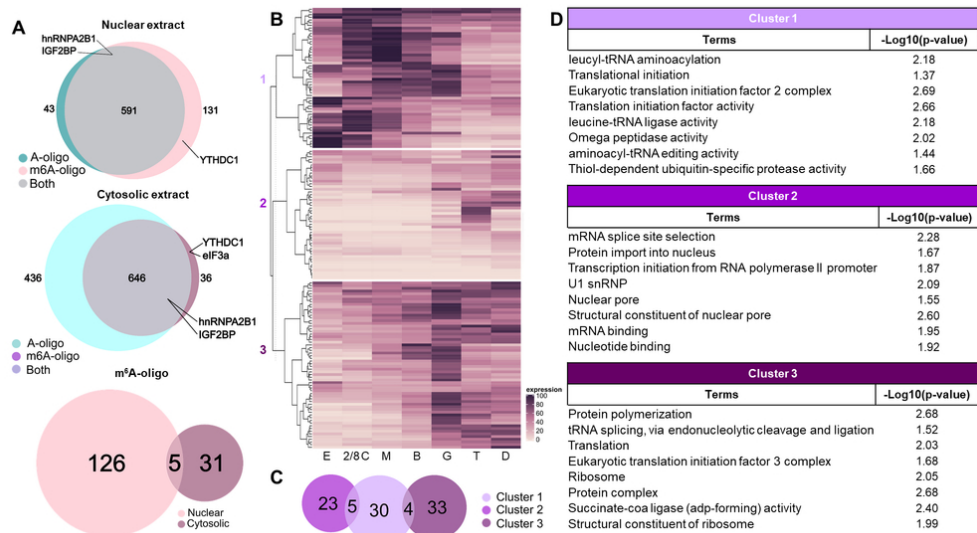 A
Nuclear extract
hnRNPA2B1
IGF2BP
43
591
131
YTHDC1
A-oligo
m6A-oligo
Both
Cytosolic extract
YTHDC1
eIF3a
436
646
36
hnRNPA2B1
IGF2BP
A-oligo
m6A-oligo
Both
m⁶A-oligo
126
5
31
Nuclear
Cytosolic
B
1
2
3
expression
100
80
60
40
20
0
E 2/8 C M B G T D
C
23
5
30
4
33
Cluster 1
Cluster 2
Cluster 3
D
Cluster 1
Terms -Log10(p-value)
leucyl-tRNA aminoacylation 2.18
Translational initiation 1.37
Eukaryotic translation initiation factor 2 complex 2.69
Translation initiation factor activity 2.66
leucine-tRNA ligase activity 2.18
Omega peptidase activity 2.02
aminoacyl-tRNA editing activity 1.44
Thiol-dependent ubiquitin-specific protease activity 1.66
Cluster 2
Terms -Log10(p-value)
mRNA splice site selection 2.28
Protein import into nucleus 1.67
Transcription initiation from RNA polymerase II promoter 1.87
U1 snRNP 2.09
Nuclear pore 1.55
Structural constituent of nuclear pore 2.60
mRNA binding 1.95
Nucleotide binding 1.92
Cluster 3
Terms -Log10(p-value)
Protein polymerization 2.68
tRNA splicing, via endonucleolytic cleavage and ligation 1.52
Translation 2.03
Eukaryotic translation initiation factor 3 complex 1.68
Ribosome 2.05
Protein complex 2.68
Succinate-coa ligase (adp-forming) activity 2.40
Structural constituent of ribosome 1.99